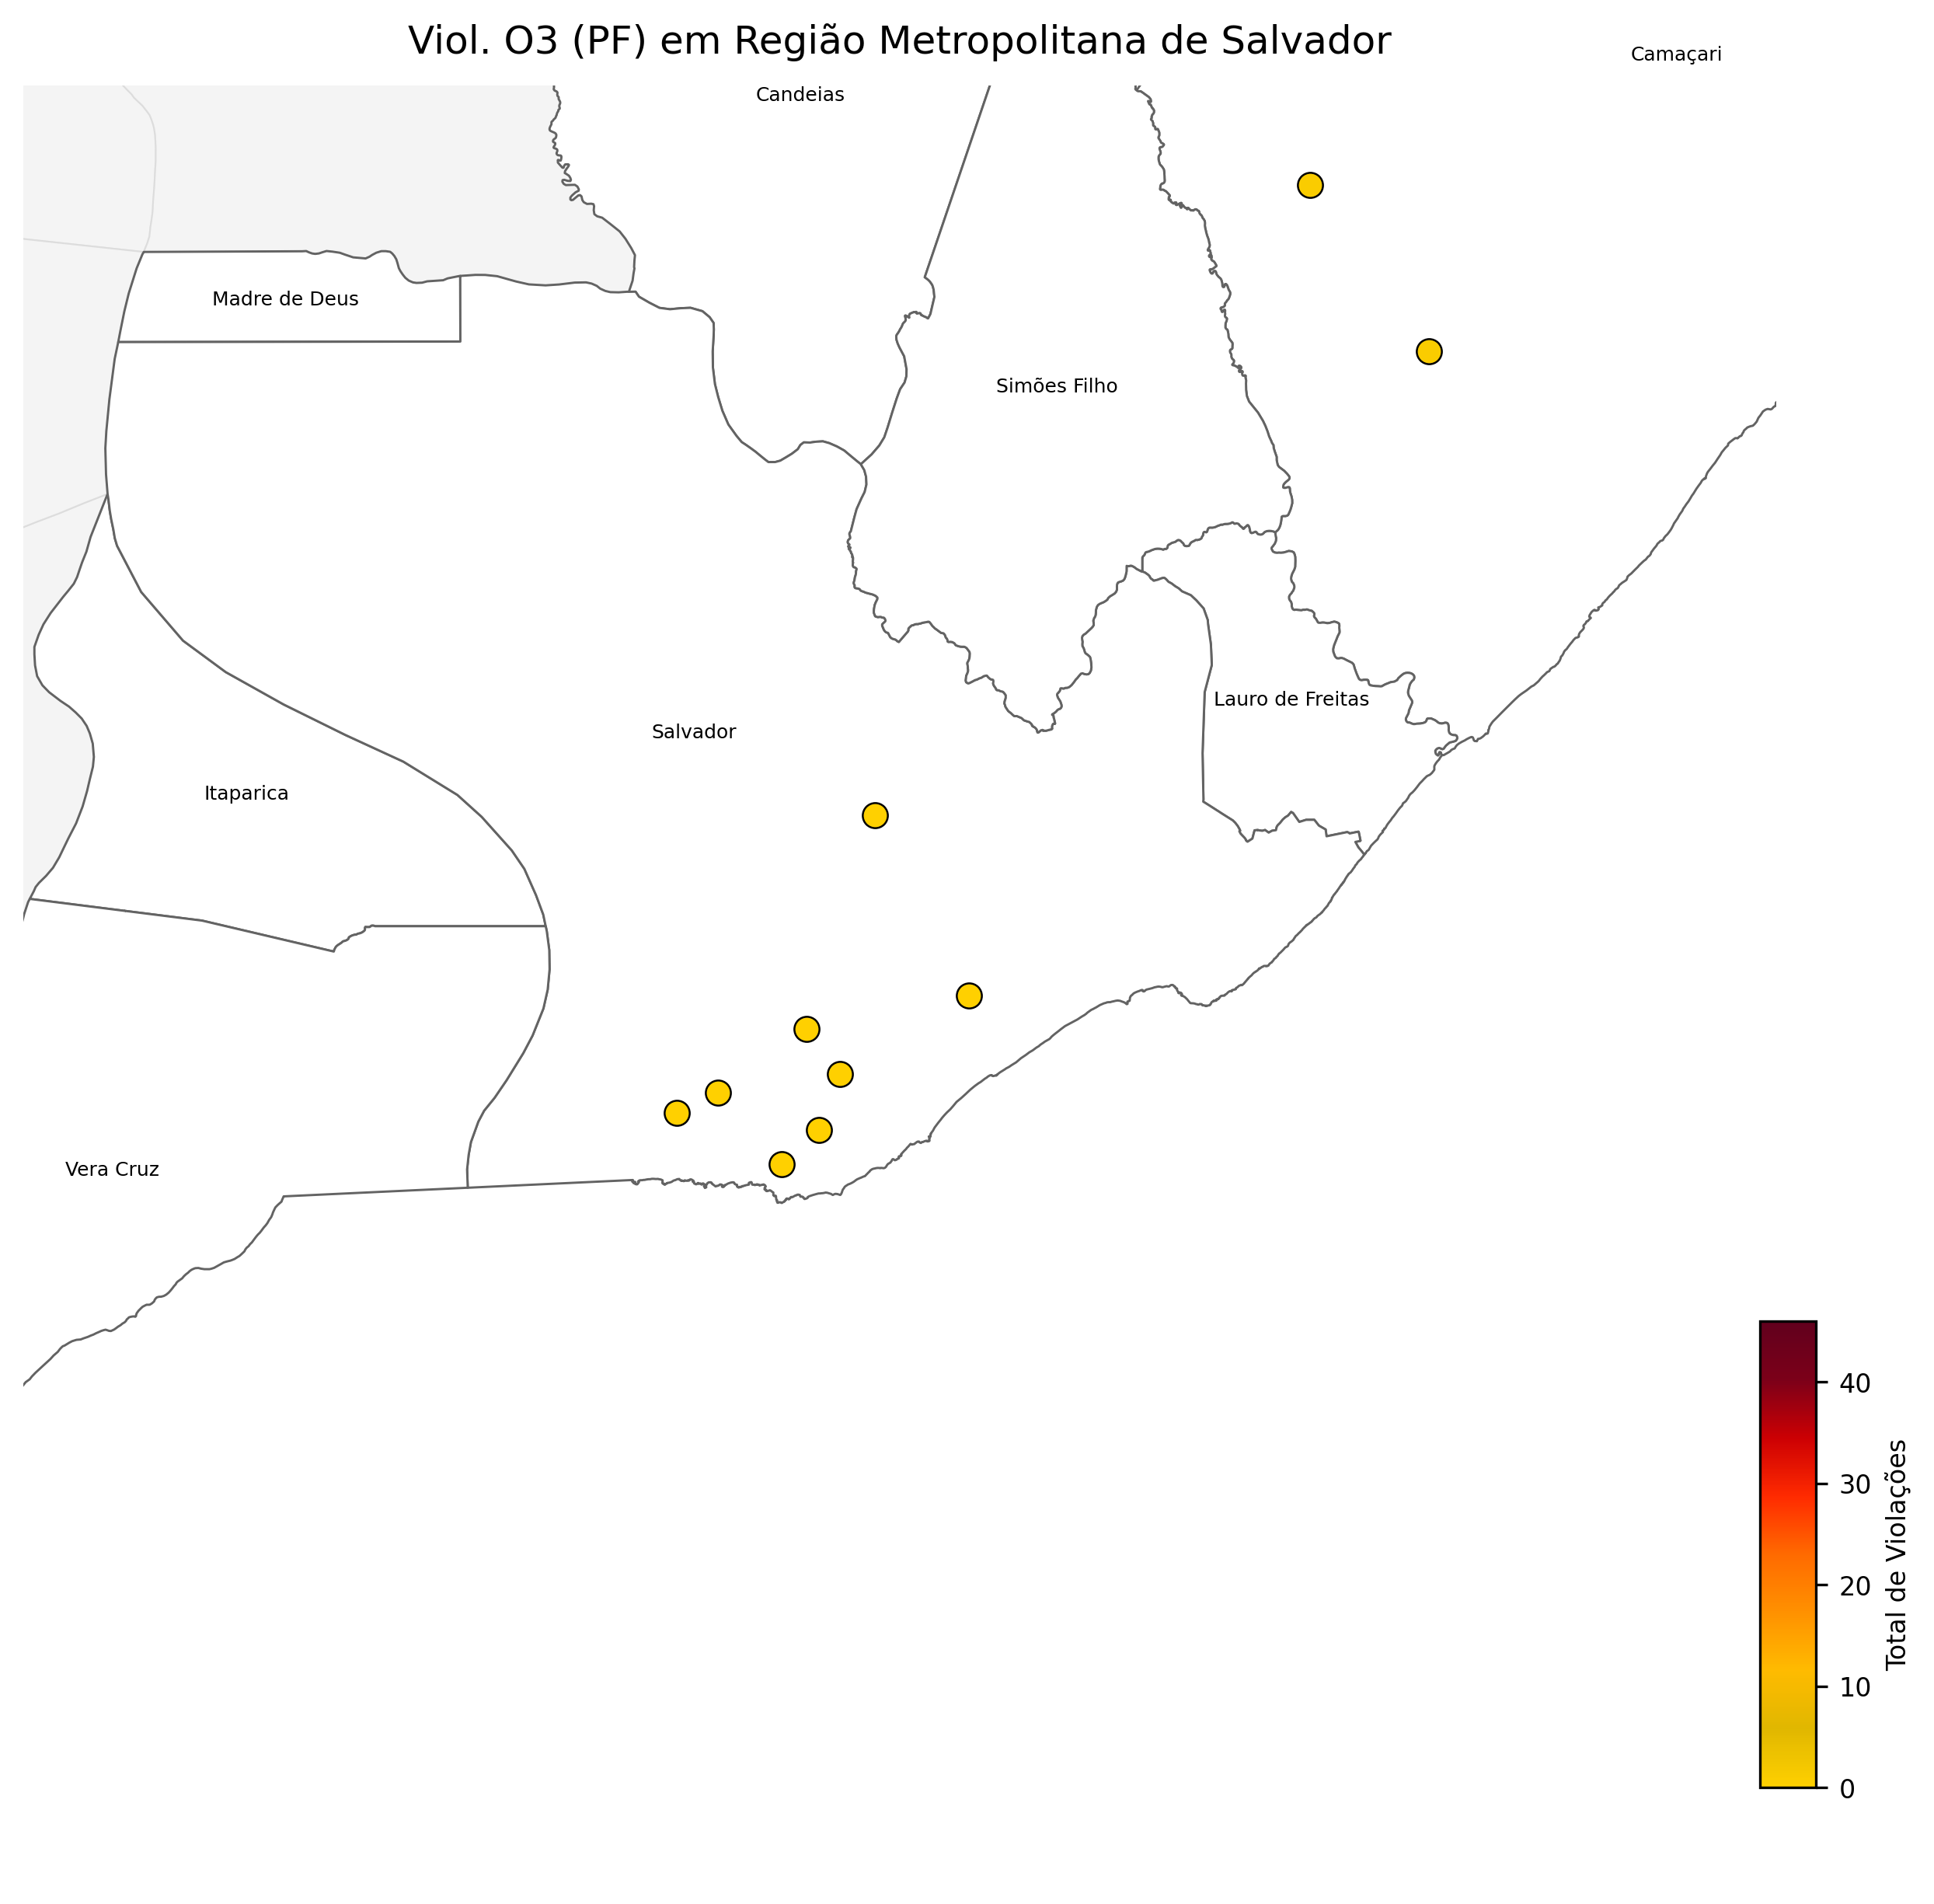 Viol. O3 (PF) em Região Metropolitana de Salvador
Camaçari
Candeias
Madre de Deus
Simões Filho
Lauro de Freitas
Salvador
Itaparica
Vera Cruz
40
30
20
10
0
Total de Violações